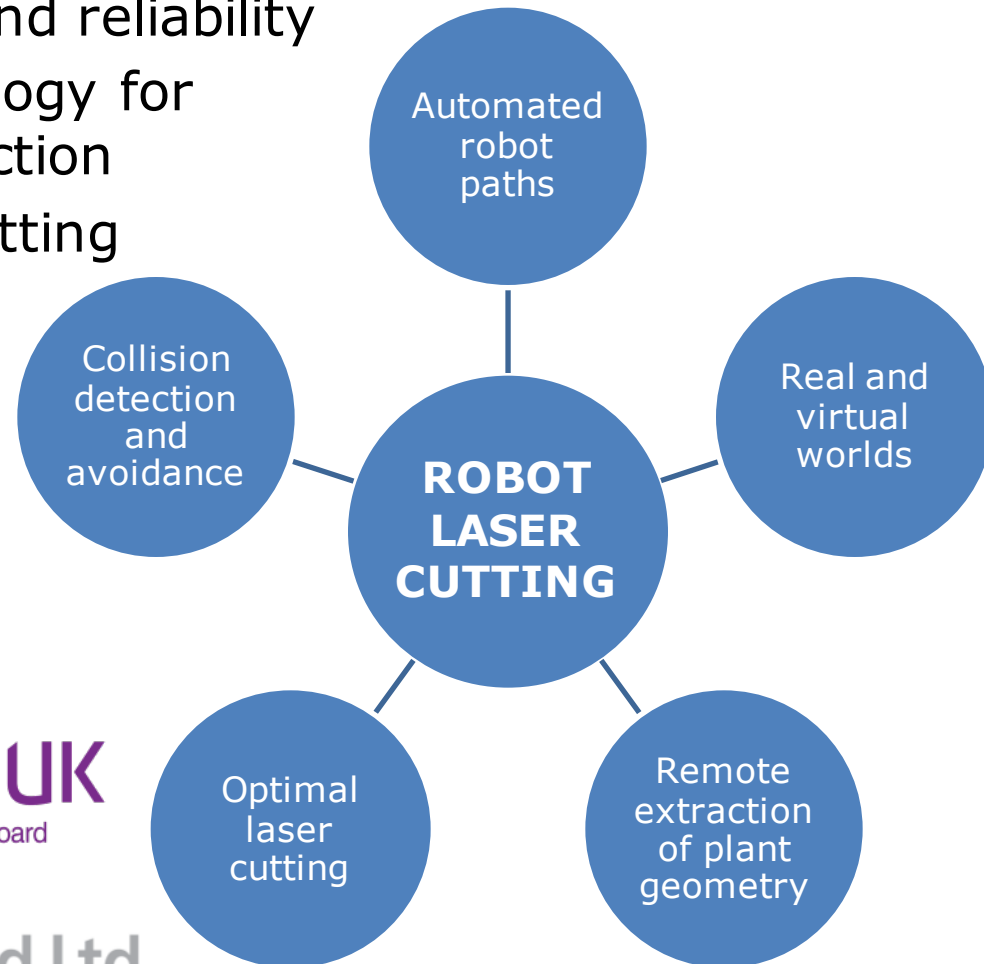 nd reliability
ogy for
ction
tting
Automated
robot
paths
Collision
detection
and
avoidance
Real and
virtual
worlds
ROBOT
LASER
CUTTING
Optimal
laser
cutting
Remote
extraction
of plant
geometry
UK
oard
d Ltd